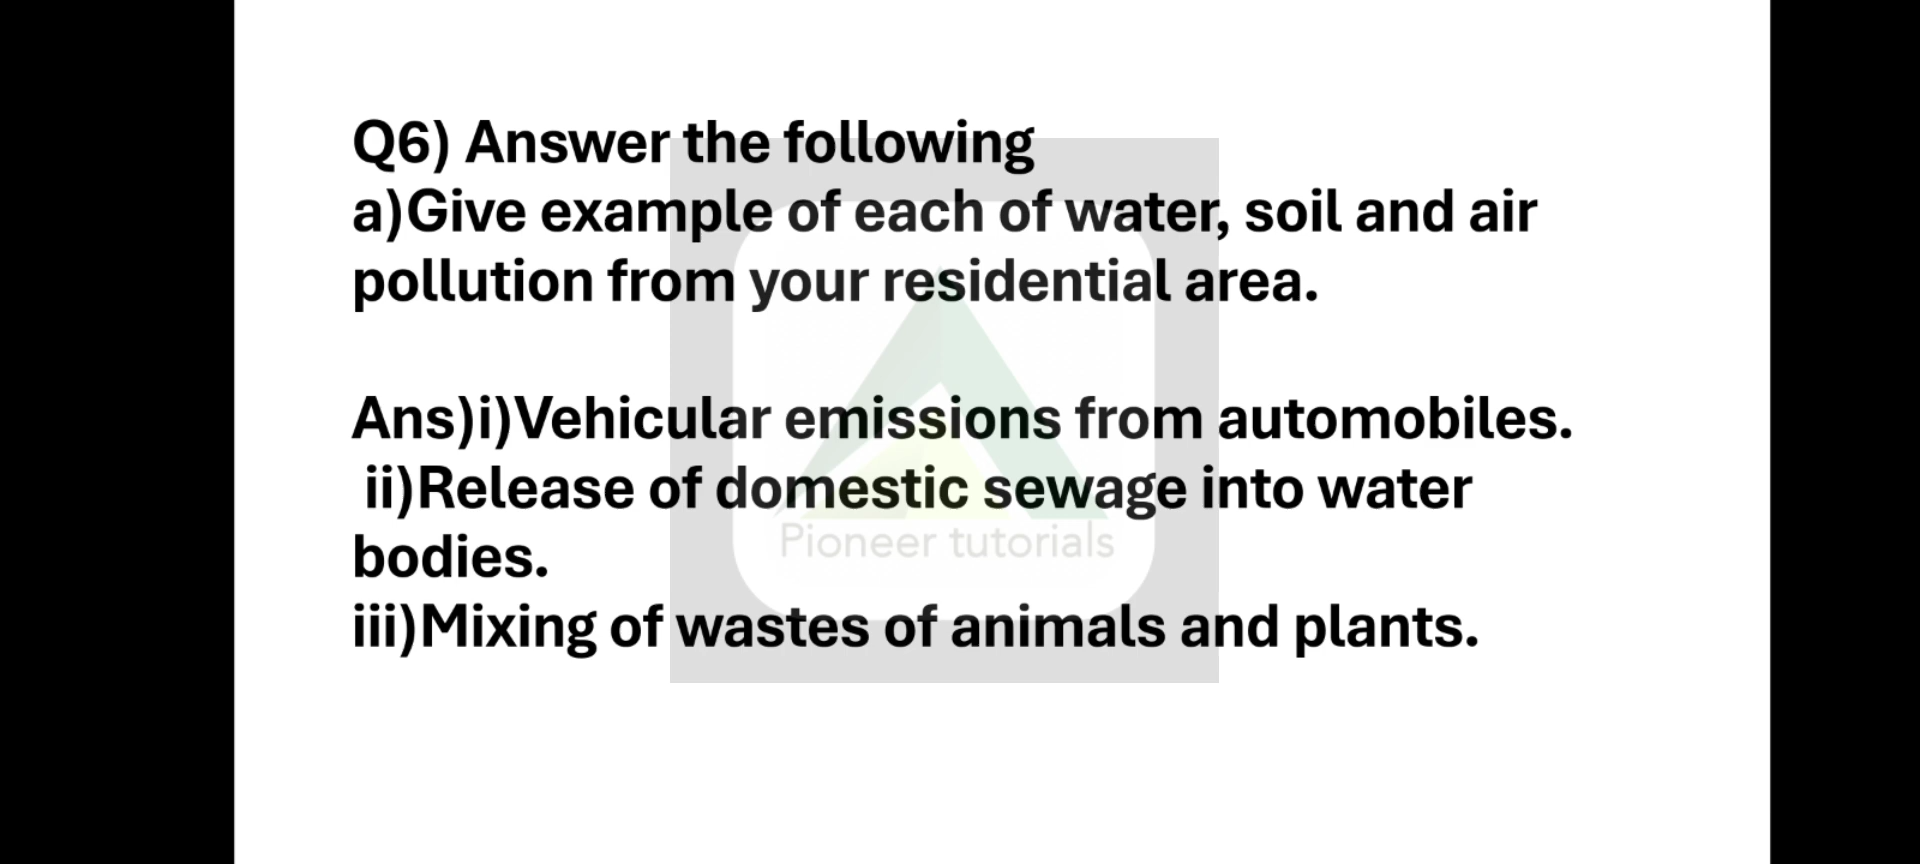 Q6) Answer the following
a)Give example of each of water, soil and air
pollution from your residential area.
Ans)i)Vehicular emissions from automobiles.
ii)Release of domestic sewage into water
bodies.
Pioneer tutorials
iii)Mixing of wastes of animals and plants.